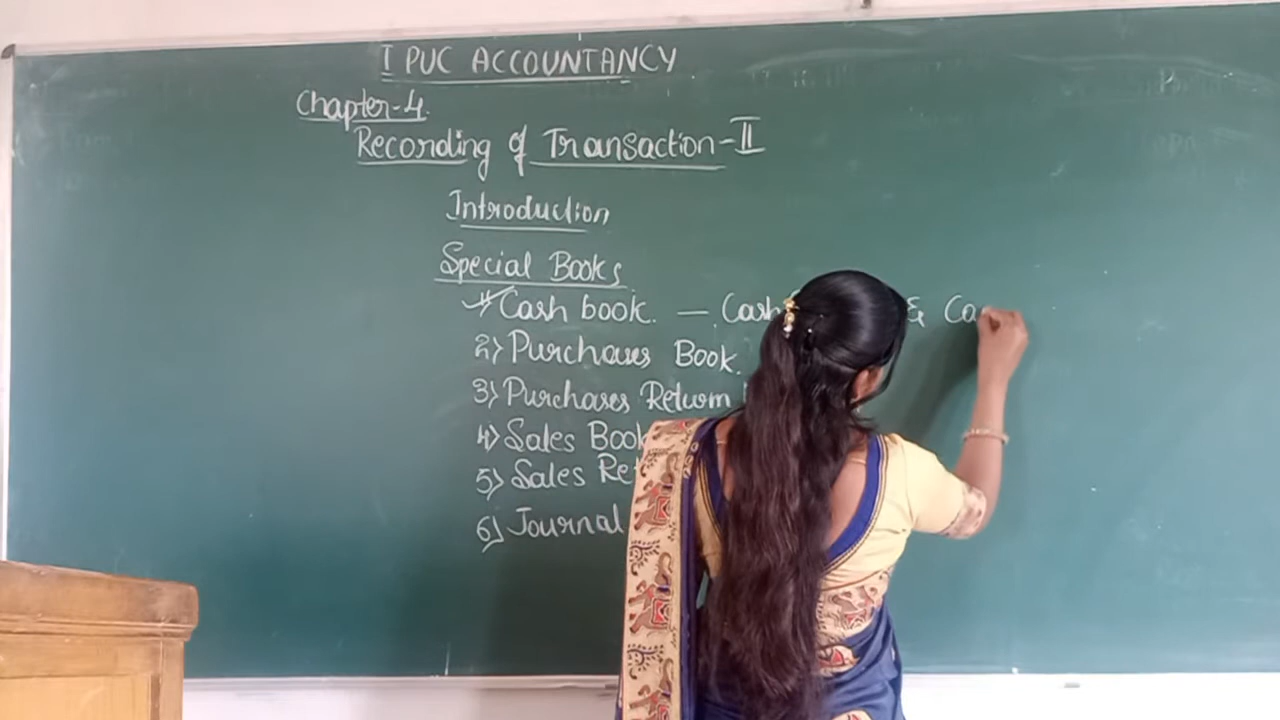 I PUC ACCOUNTANCY
Chapter-4.
Recording of Transaction-II
Introduction
Special Books
1) Cash book. — Cash & Ca
2) Purchases Book.
3) Purchases Return
4) Sales Book
5) Sales Ret
6) Journal